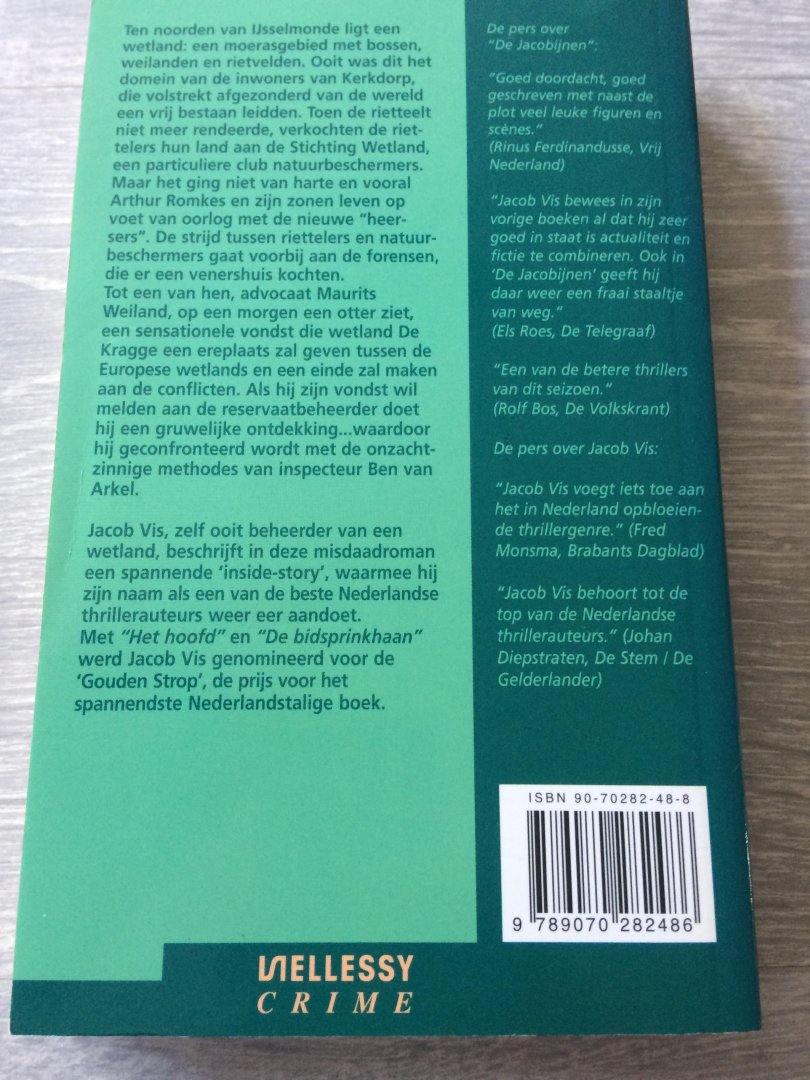 Ten noorden van IJsselmonde ligt een
wetland: een moerasgebied met bossen,
weilanden en rietvelden. Ooit was dit het
domein van de inwoners van Kerkdorp,
die volstrekt afgezonderd van de wereld
een vrij bestaan leidden. Toen de rietteelt
niet meer rendeerde, verkochten de riet-
telers hun land aan de Stichting Wetland,
een particuliere club natuurbeschermers.
Maar het ging niet van harte en vooral
Arthur Romkes en zijn zonen leven op
voet van oorlog met de nieuwe “heer-
sers”. De strijd tussen riettelers en natuur-
beschermers gaat voorbij aan de forensen,
die er een venershuis kochten.
Tot een van hen, advocaat Maurits
Weiland, op een morgen een otter ziet,
een sensationele vondst die wetland De
Kragge een ereplaats zal geven tussen de
Europese wetlands en een einde zal maken
aan de conflicten. Als hij zijn vondst wil
melden aan de reservaatbeheerder doet
hij een gruwelijke ontdekking...waardoor
hij geconfronteerd wordt met de onzacht-
zinnige methodes van inspecteur Ben van
Arkel.
Jacob Vis, zelf ooit beheerder van een
wetland, beschrijft in deze misdaadroman
een spannende ‘inside-story’, waarmee hij
zijn naam als een van de beste Nederlandse
thrillerauteurs weer eer aandoet.
Met “Het hoofd” en “De bidsprinkhaan”
werd Jacob Vis genomineerd voor de
‘Gouden Strop’, de prijs voor het
spannendste Nederlandstalige boek.
De pers over
“De Jacobijnen”:
“Goed doordacht, goed
geschreven met naast de
plot veel leuke figuren en
scènes.”
(Rinus Ferdinandusse, Vrij
Nederland)
“Jacob Vis bewees in zijn
vorige boeken al dat hij zeer
goed in staat is actualiteit en
fictie te combineren. Ook in
‘De Jacobijnen’ geeft hij
daar weer een fraai staaltje
van weg.”
(Els Roes, De Telegraaf)
“Een van de betere thrillers
van dit seizoen.”
(Rolf Bos, De Volkskrant)
De pers over Jacob Vis:
“Jacob Vis voegt iets toe aan
het in Nederland opbloeien-
de thrillergenre.” (Fred
Monsma, Brabants Dagblad)
“Jacob Vis behoort tot de
top van de Nederlandse
thrillerauteurs.” (Johan
Diepstraten, De Stem / De
Gelderlander)
ISBN 90-70282-48-8
9 789070 282486
ELLESSY
CRIME